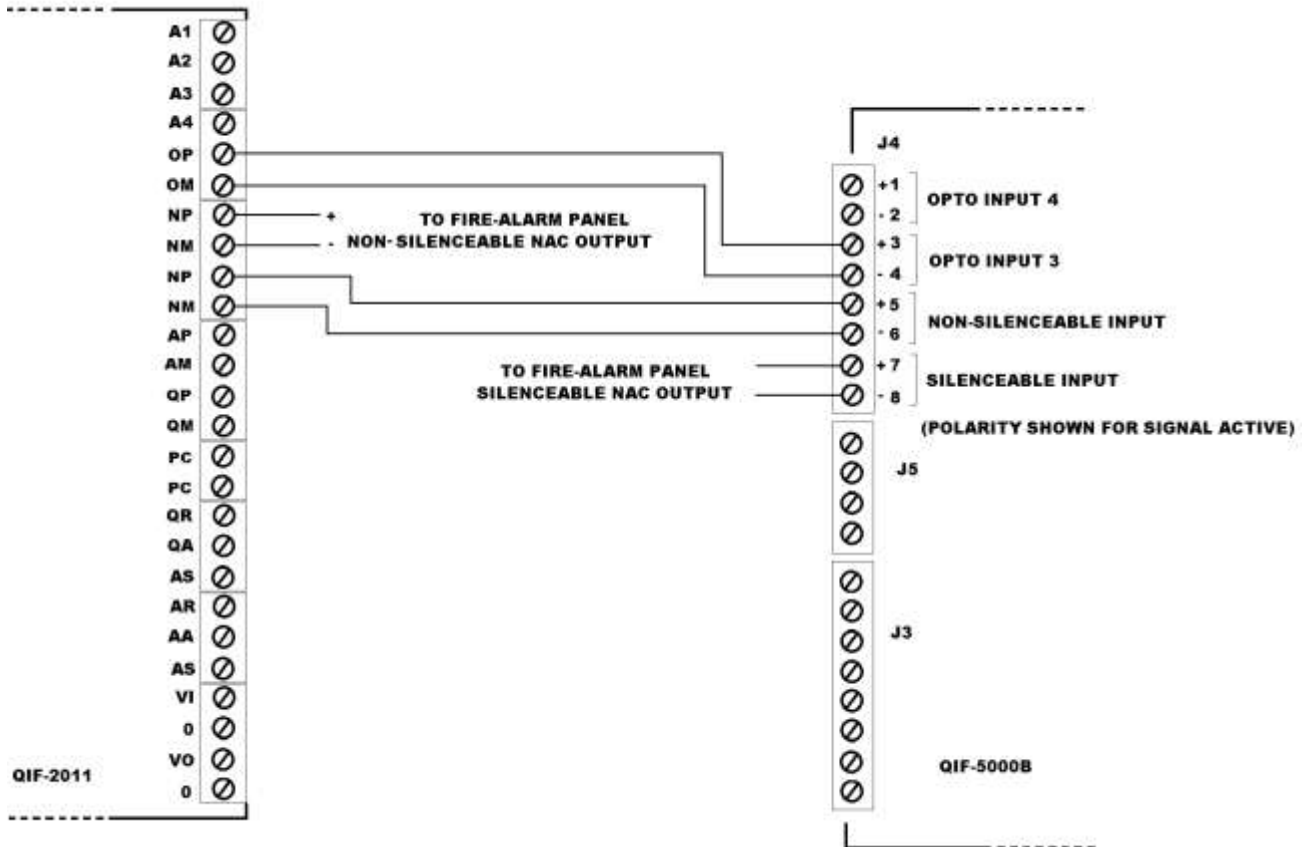 A1
A2
A3
A4
OP
OM
NP
NM
NP
NM
AP
AM
QP
QM
PC
PC
QR
QA
AS
AR
AA
AS
VI
0
VO
0
QIF-2011
+ TO FIRE-ALARM PANEL
- NON-SILENCEABLE NAC OUTPUT
TO FIRE-ALARM PANEL
SILENCEABLE NAC OUTPUT
J4
+1
- 2
OPTO INPUT 4
+3
- 4
OPTO INPUT 3
+5
- 6
NON-SILENCEABLE INPUT
+7
- 8
SILENCEABLE INPUT
(POLARITY SHOWN FOR SIGNAL ACTIVE)
J5
J3
QIF-5000B